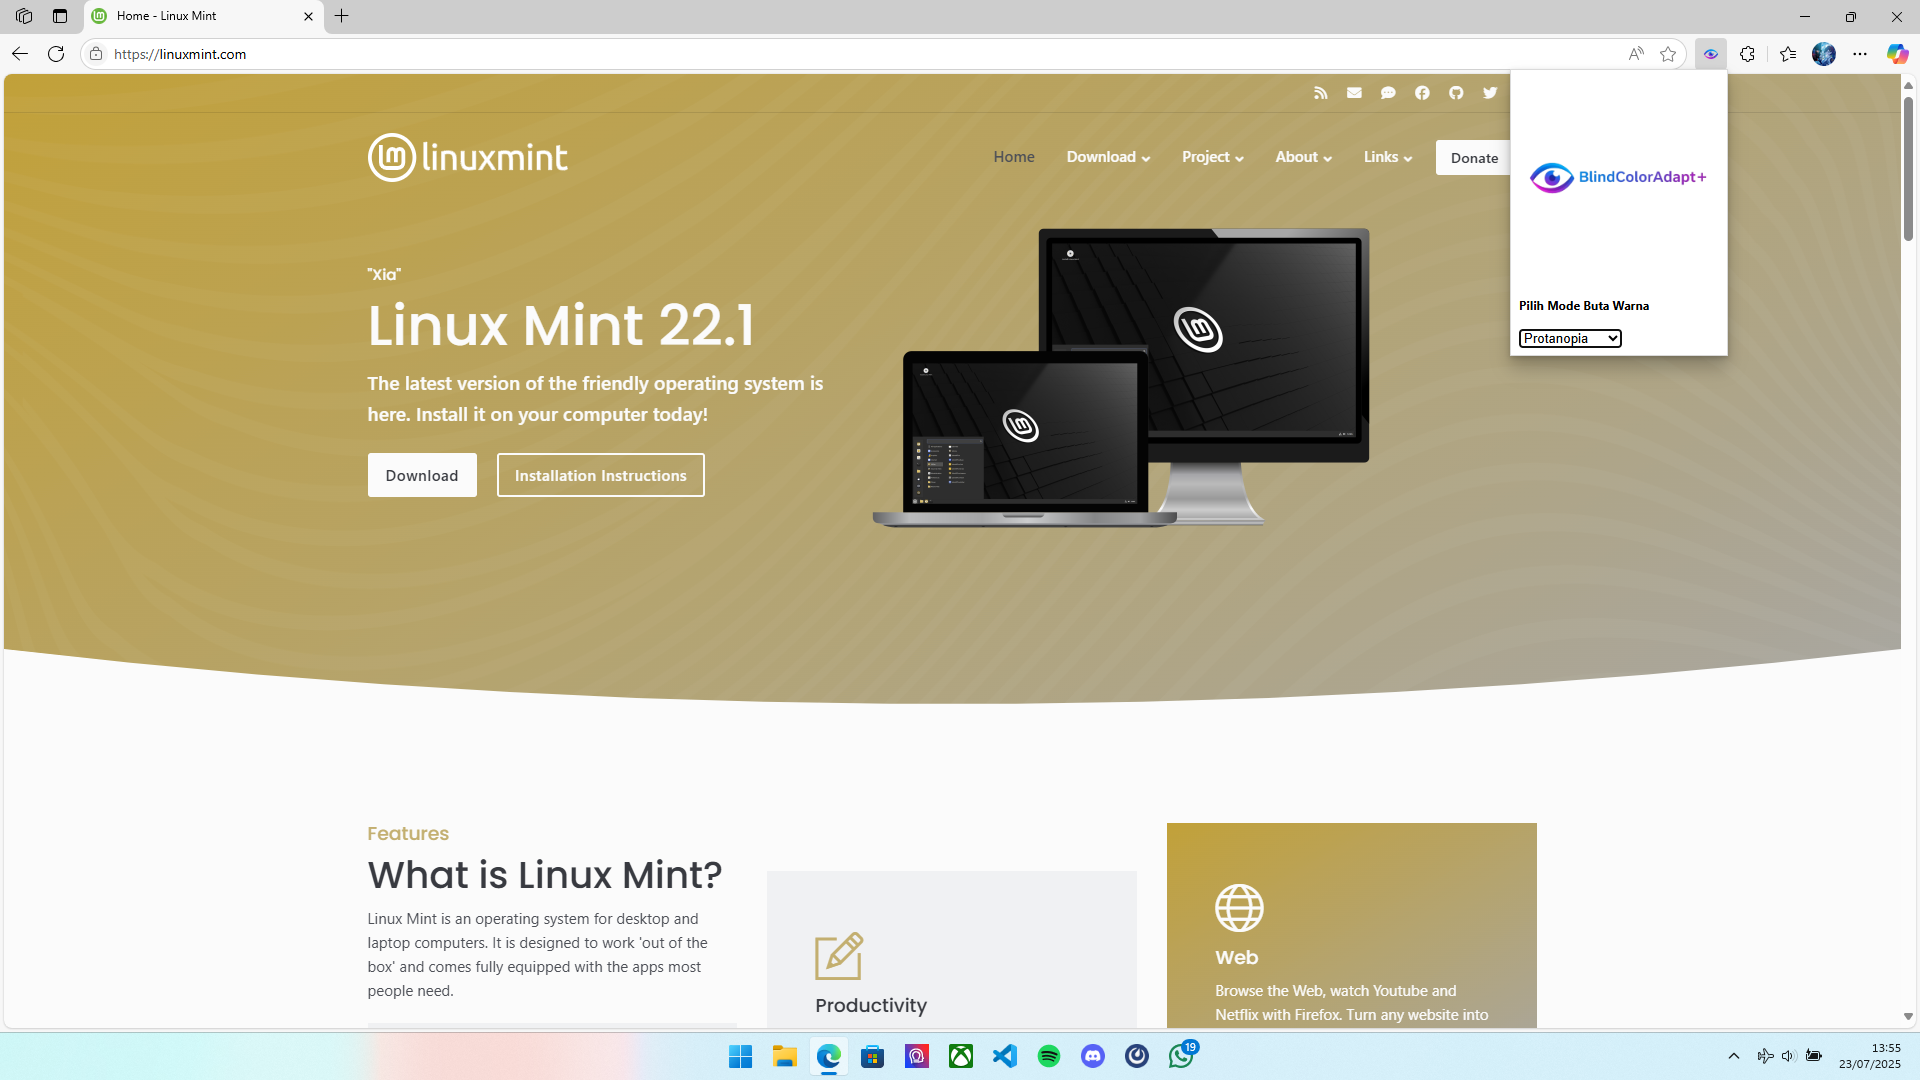 Home - Linux Mint
https://linuxmint.com
linuxmint
Home
Download
Project
About
Links
Donate
BlindColorAdapt+
Pilih Mode Buta Warna
Protanopia
"Xia"
Linux Mint 22.1
The latest version of the friendly operating system is
here. Install it on your computer today!
Download
Installation Instructions
Features
What is Linux Mint?
Linux Mint is an operating system for desktop and
laptop computers. It is designed to work 'out of the
box' and comes fully equipped with the apps most
people need.
Productivity
Web
Browse the Web, watch Youtube and
Netflix with Firefox. Turn any website into
19
13:55
23/07/2025